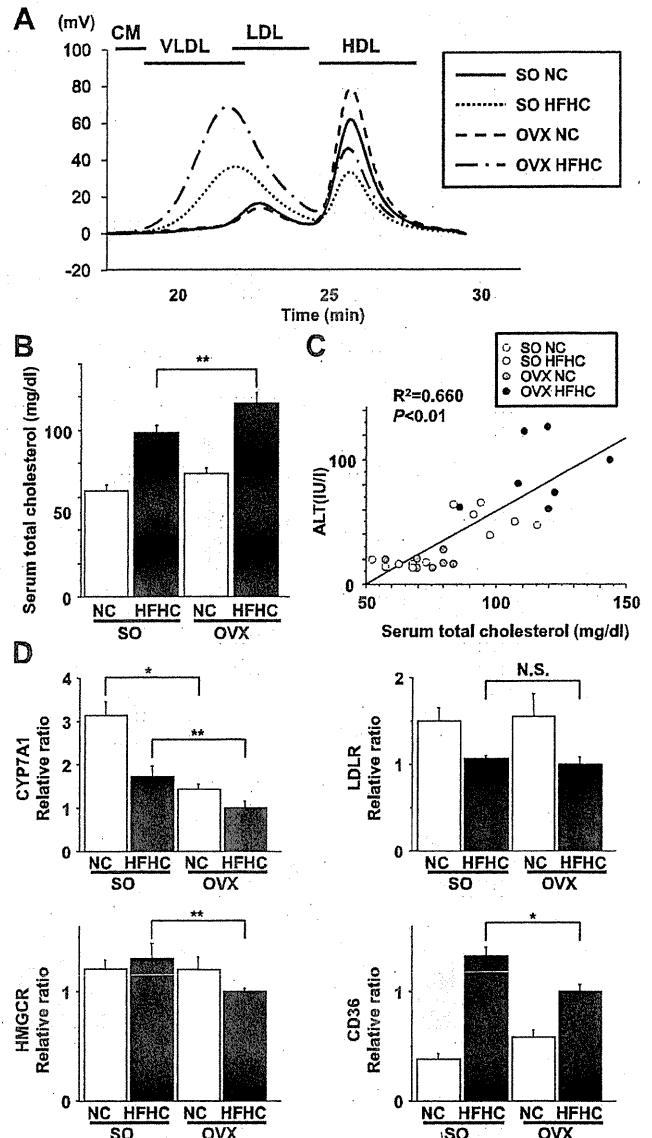 A
(mV)
CM
VLDL
LDL
HDL
100
80
60
40
20
0
-20
20
25
30
Time (min)
SO NC
SO HFHC
OVX NC
OVX HFHC
B
Serum total cholesterol (mg/dl)
100
50
0
**
NC HFHC NC HFHC
SO OVX
C
R²=0.660
P<0.01
SO NC
SO HFHC
OVX NC
OVX HFHC
ALT(IU/l)
100
0
50 100 150
Serum total cholesterol (mg/dl)
D
CYP7A1
Relative ratio
4
3
2
1
0
*
**
NC HFHC NC HFHC
SO OVX
LDLR
Relative ratio
2
1
0
N.S.
NC HFHC NC HFHC
SO OVX
HMGCR
Relative ratio
1
0
**
NC HFHC NC HFHC
SO OVX
CD36
Relative ratio
1
0
*
NC HFHC NC HFHC
SO OVX